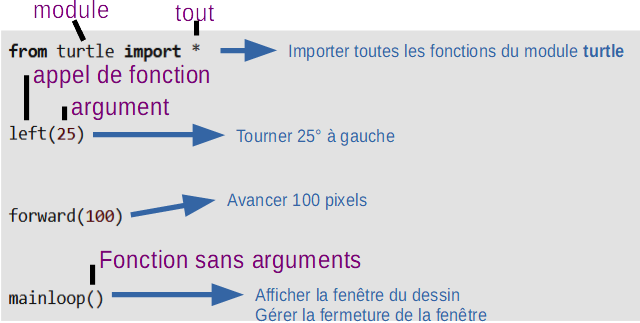 module
tout
from turtle import *
Importer toutes les fonctions du module turtle
appel de fonction
argument
left(25)
Tourner 25° à gauche
Avancer 100 pixels
forward(100)
Fonction sans arguments
mainloop()
Afficher la fenêtre du dessin
Gérer la fermeture de la fenêtre